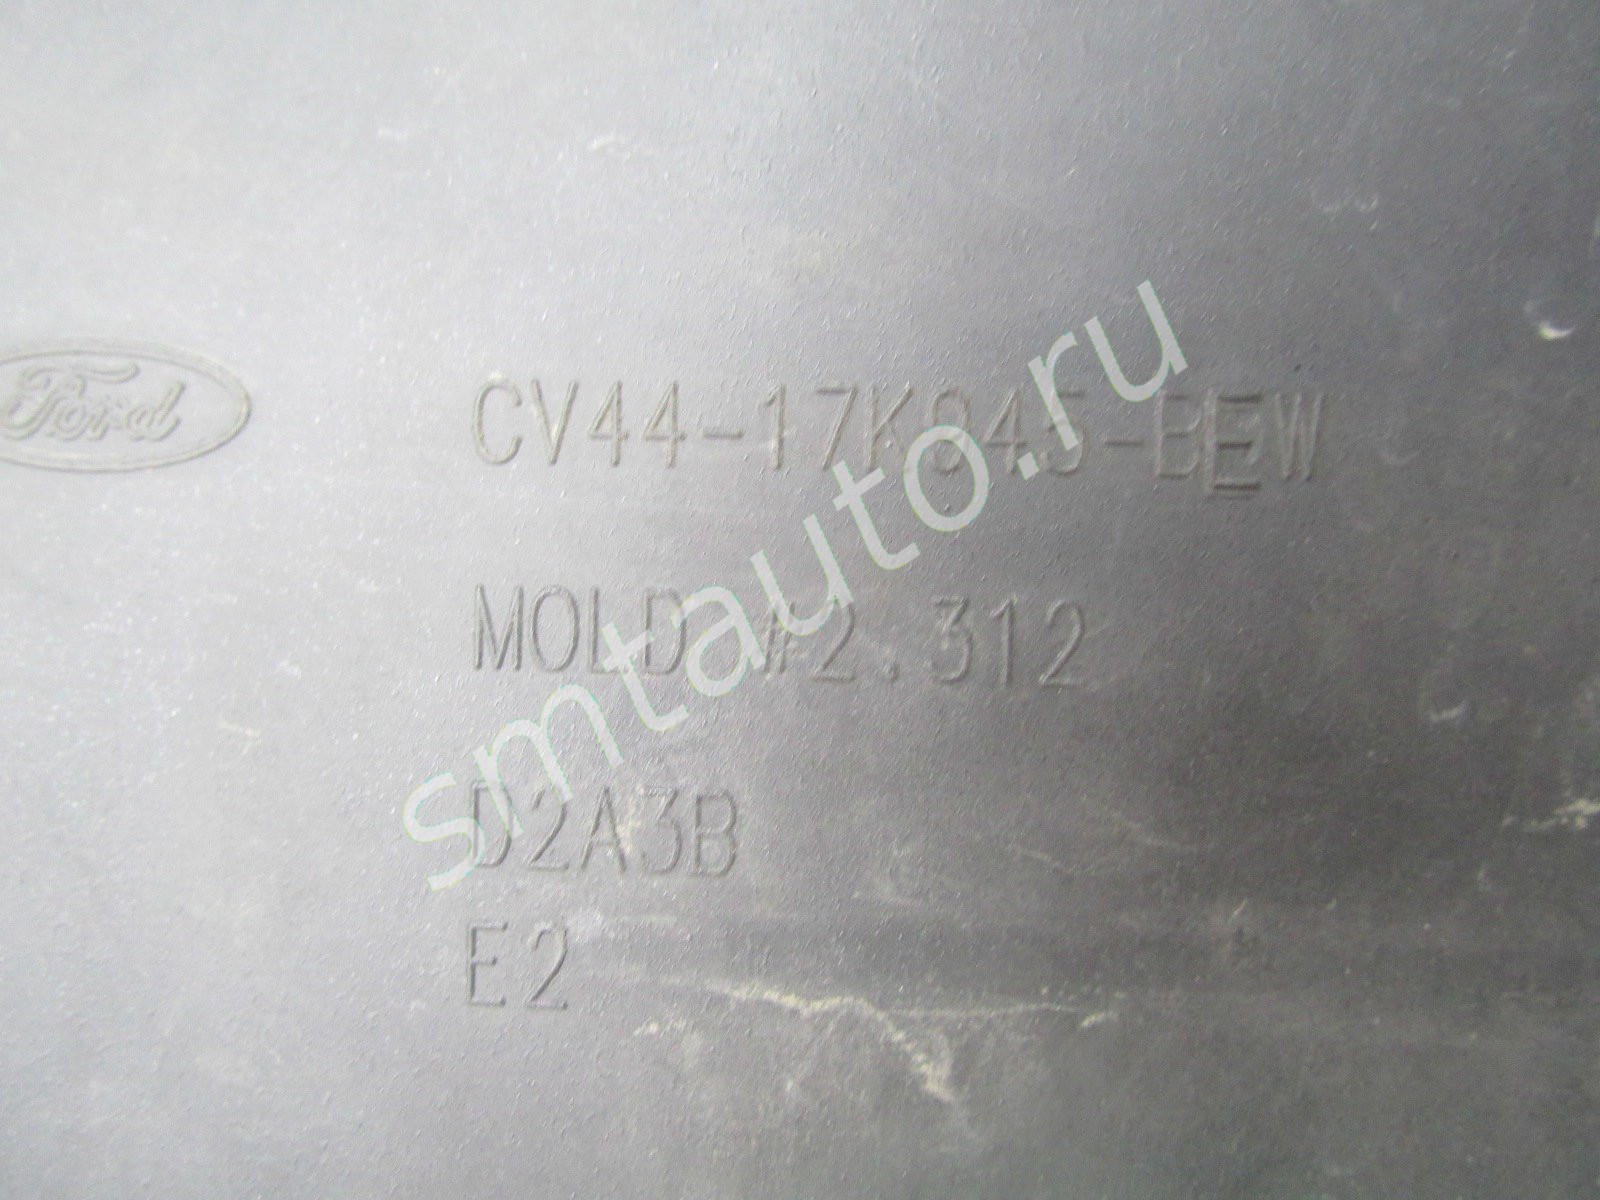 Ford
CV44-17K945-BEW
MOLD #2.312
D2A3B
E2
smtauto.ru